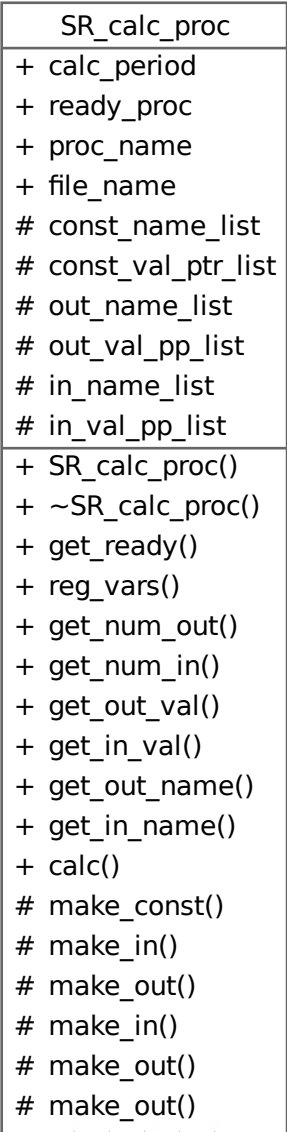 SR_calc_proc
+ calc_period
+ ready_proc
+ proc_name
+ file_name
# const_name_list
# const_val_ptr_list
# out_name_list
# out_val_pp_list
# in_name_list
# in_val_pp_list
+ SR_calc_proc()
+ ~SR_calc_proc()
+ get_ready()
+ reg_vars()
+ get_num_out()
+ get_num_in()
+ get_out_val()
+ get_in_val()
+ get_out_name()
+ get_in_name()
+ calc()
# make_const()
# make_in()
# make_out()
# make_in()
# make_out()
# make_out()